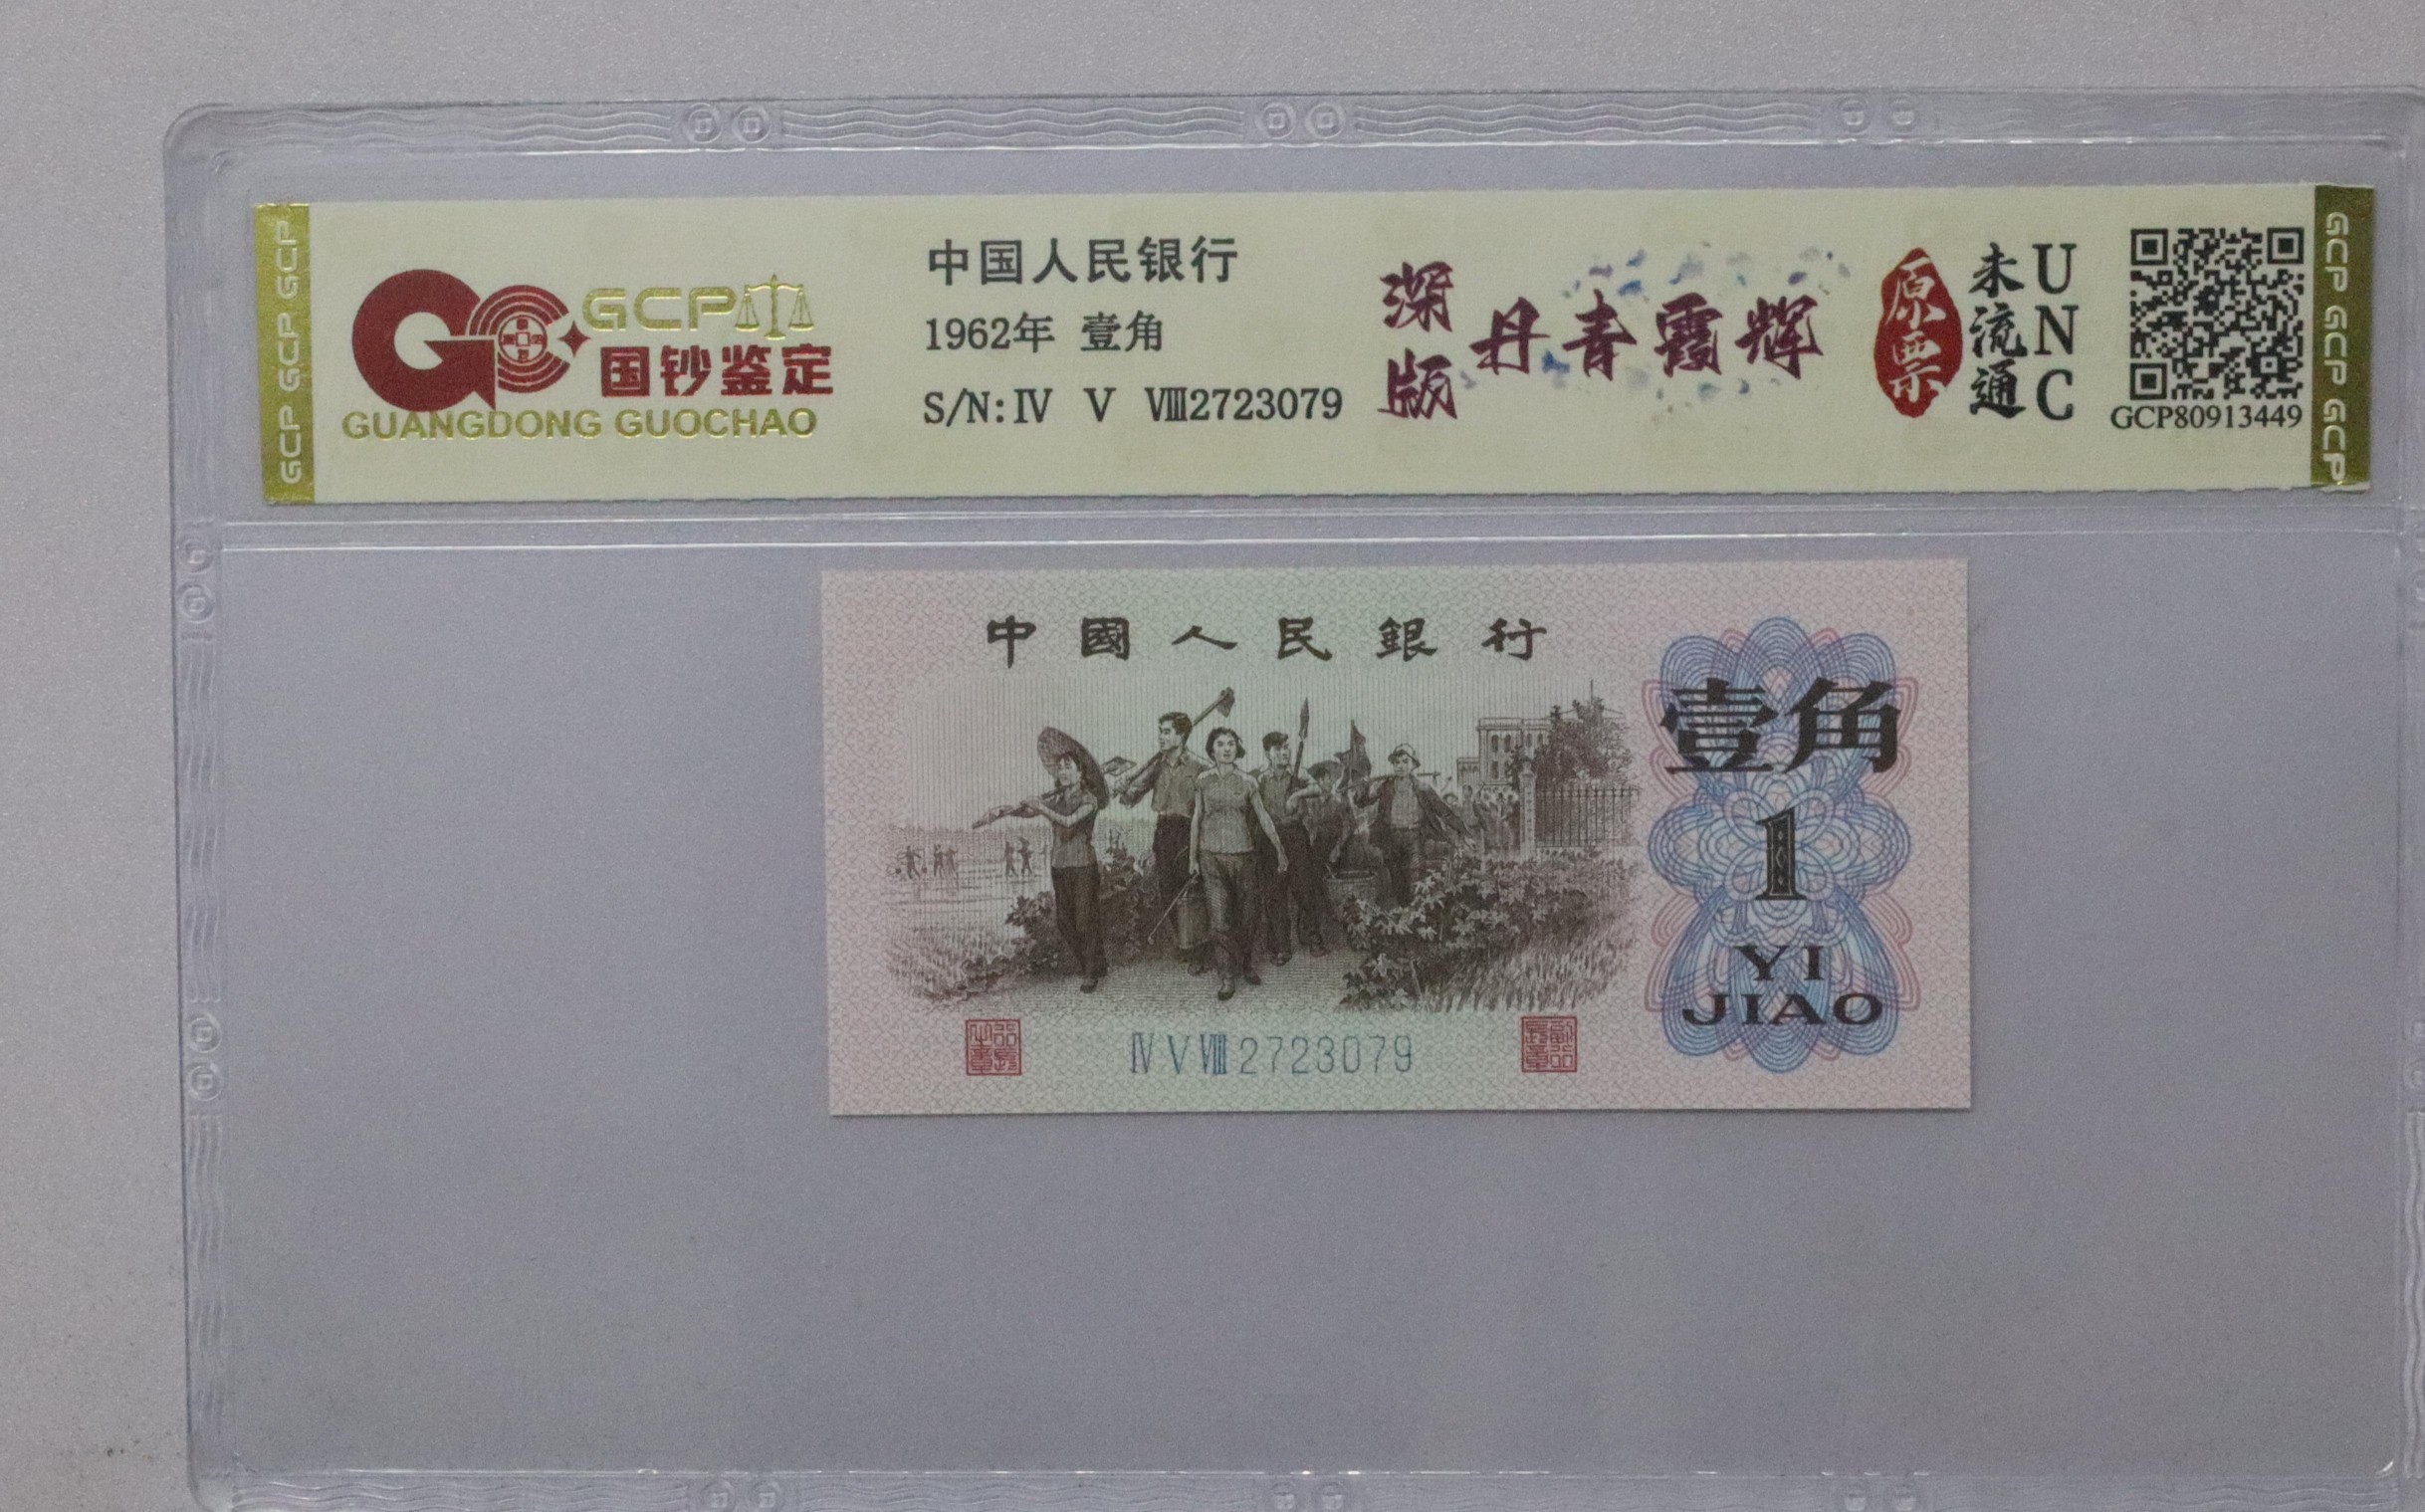 GCP GCP GCP
GCP
国钞鉴定
GUANGDONG GUOCHAO
中国人民银行
1962年 壹角
S/N: Ⅳ Ⅴ Ⅷ2723079
深版
丹青霞辉
原票
未流通
UNC
GCP80913449
GCP GCP GCP
中國人民銀行
壹角
1
YI
JIAO
ⅣⅤⅧ2723079